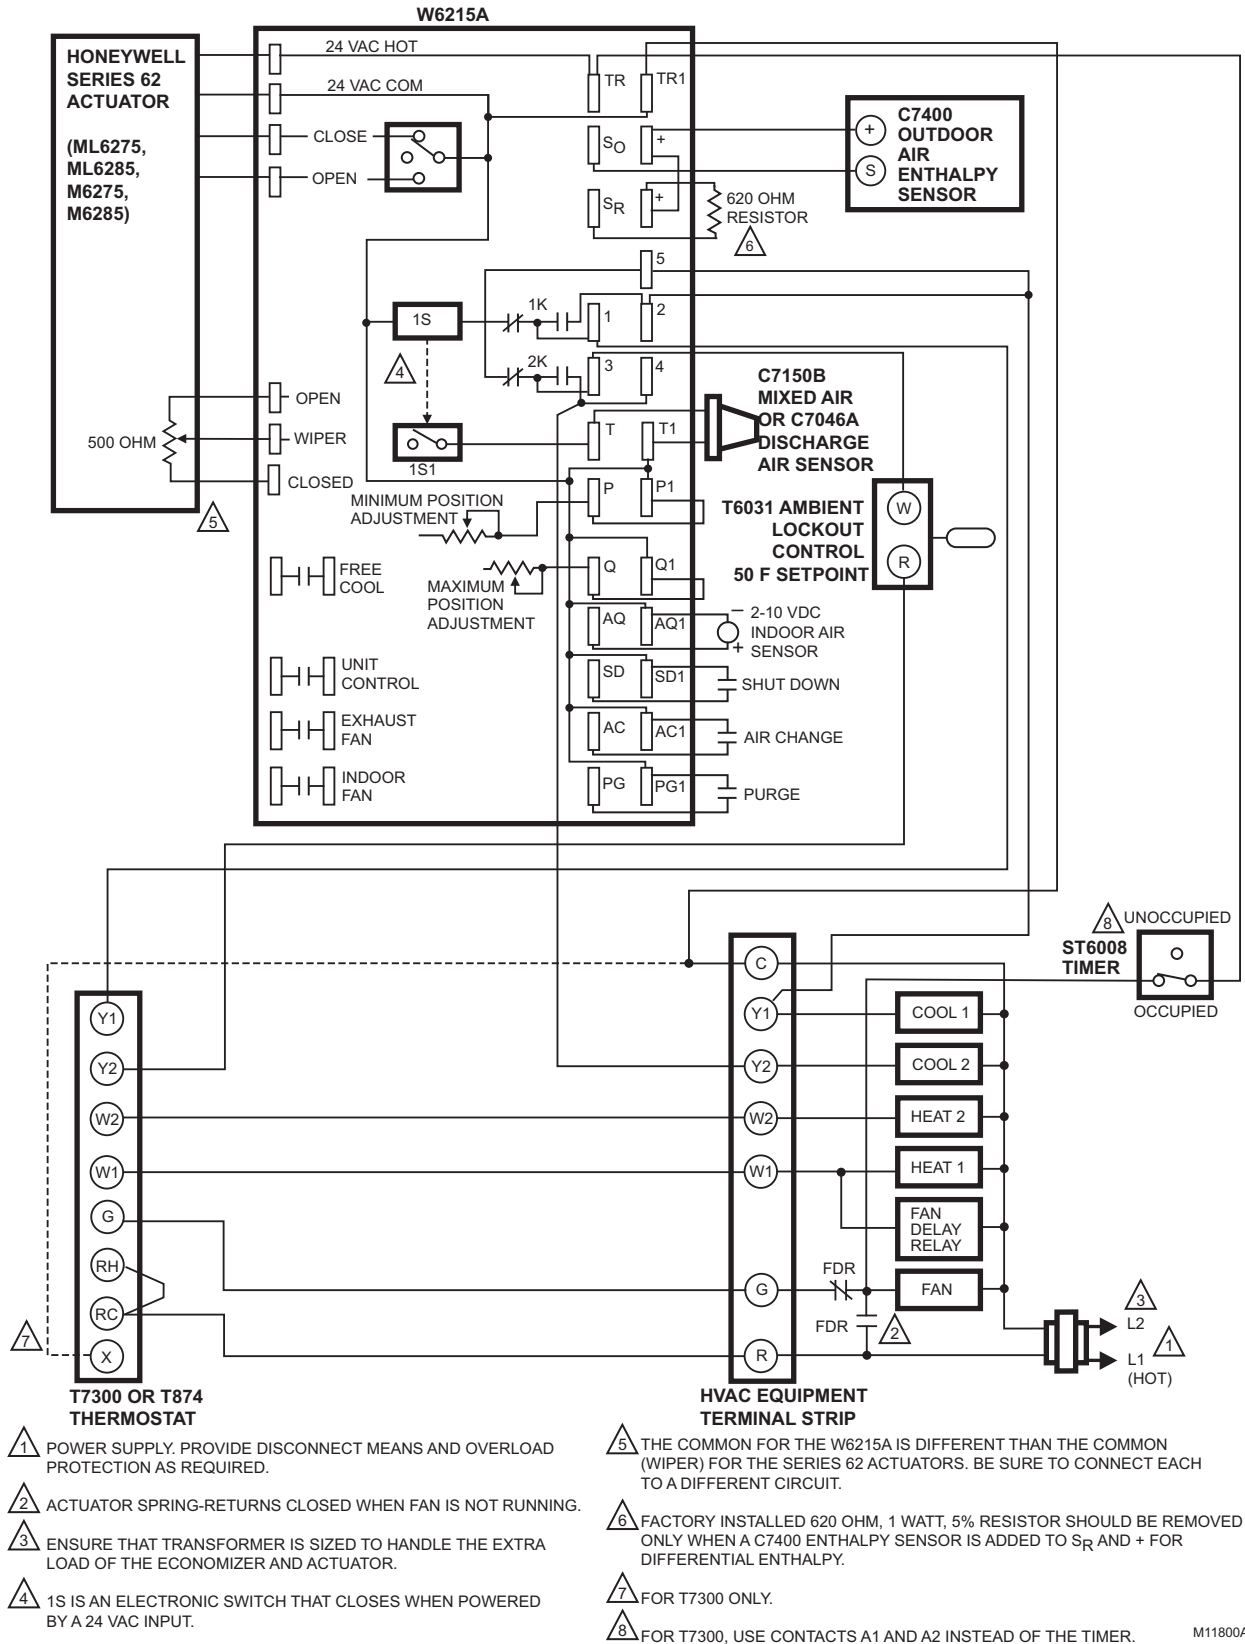 W6215A
HONEYWELL
SERIES 62
ACTUATOR
(ML6275,
ML6285,
M6275,
M6285)
24 VAC HOT
24 VAC COM
CLOSE
OPEN
TR
TR1
SO
+
SR
+
C7400
OUTDOOR
AIR
ENTHALPY
SENSOR
+
S
620 OHM
RESISTOR
6
5
1K
1
2
1S
4
2K
3
4
C7150B
MIXED AIR
OR C7046A
DISCHARGE
AIR SENSOR
OPEN
500 OHM
WIPER
CLOSED
5
T
T1
1S1
MINIMUM POSITION
ADJUSTMENT
P
P1
T6031 AMBIENT
LOCKOUT
CONTROL
50 F SETPOINT
W
R
FREE
COOL
MAXIMUM
POSITION
ADJUSTMENT
Q
Q1
AQ
AQ1
–
2-10 VDC
INDOOR AIR
SENSOR
+
UNIT
CONTROL
SD
SD1
SHUT DOWN
EXHAUST
FAN
AC
AC1
AIR CHANGE
INDOOR
FAN
PG
PG1
PURGE
8
UNOCCUPIED
ST6008
TIMER
OCCUPIED
C
Y1
Y1
COOL 1
Y2
Y2
COOL 2
W2
W2
HEAT 2
W1
W1
HEAT 1
G
FAN
DELAY
RELAY
RH
FDR
G
FAN
RC
FDR
2
3
L2
7
X
R
1
L1
(HOT)
T7300 OR T874
THERMOSTAT
HVAC EQUIPMENT
TERMINAL STRIP
1 POWER SUPPLY. PROVIDE DISCONNECT MEANS AND OVERLOAD
PROTECTION AS REQUIRED.
2 ACTUATOR SPRING-RETURNS CLOSED WHEN FAN IS NOT RUNNING.
3 ENSURE THAT TRANSFORMER IS SIZED TO HANDLE THE EXTRA
LOAD OF THE ECONOMIZER AND ACTUATOR.
4 1S IS AN ELECTRONIC SWITCH THAT CLOSES WHEN POWERED
BY A 24 VAC INPUT.
5 THE COMMON FOR THE W6215A IS DIFFERENT THAN THE COMMON
(WIPER) FOR THE SERIES 62 ACTUATORS. BE SURE TO CONNECT EACH
TO A DIFFERENT CIRCUIT.
6 FACTORY INSTALLED 620 OHM, 1 WATT, 5% RESISTOR SHOULD BE REMOVED
ONLY WHEN A C7400 ENTHALPY SENSOR IS ADDED TO SR AND + FOR
DIFFERENTIAL ENTHALPY.
7 FOR T7300 ONLY.
8 FOR T7300, USE CONTACTS A1 AND A2 INSTEAD OF THE TIMER.
M11800A